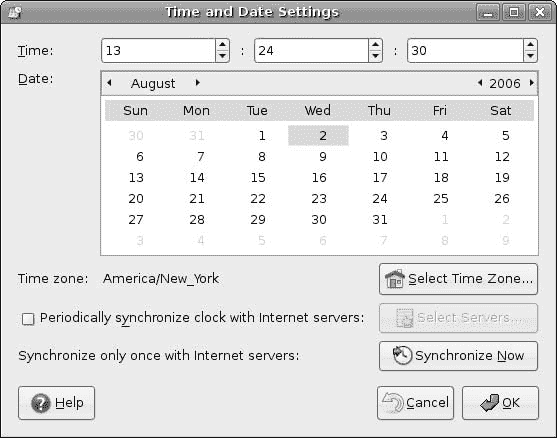 Time and Date Settings
Time: 13 : 24 : 30
Date: August 2006
Sun Mon Tue Wed Thu Fri Sat
30 31 1 2 3 4 5
6 7 8 9 10 11 12
13 14 15 16 17 18 19
20 21 22 23 24 25 26
27 28 29 30 31 1 2
3 4 5 6 7 8 9
Time zone: America/New_York Select Time Zone...
Periodically synchronize clock with Internet servers: Select Servers...
Synchronize only once with Internet servers: Synchronize Now
Help Cancel OK